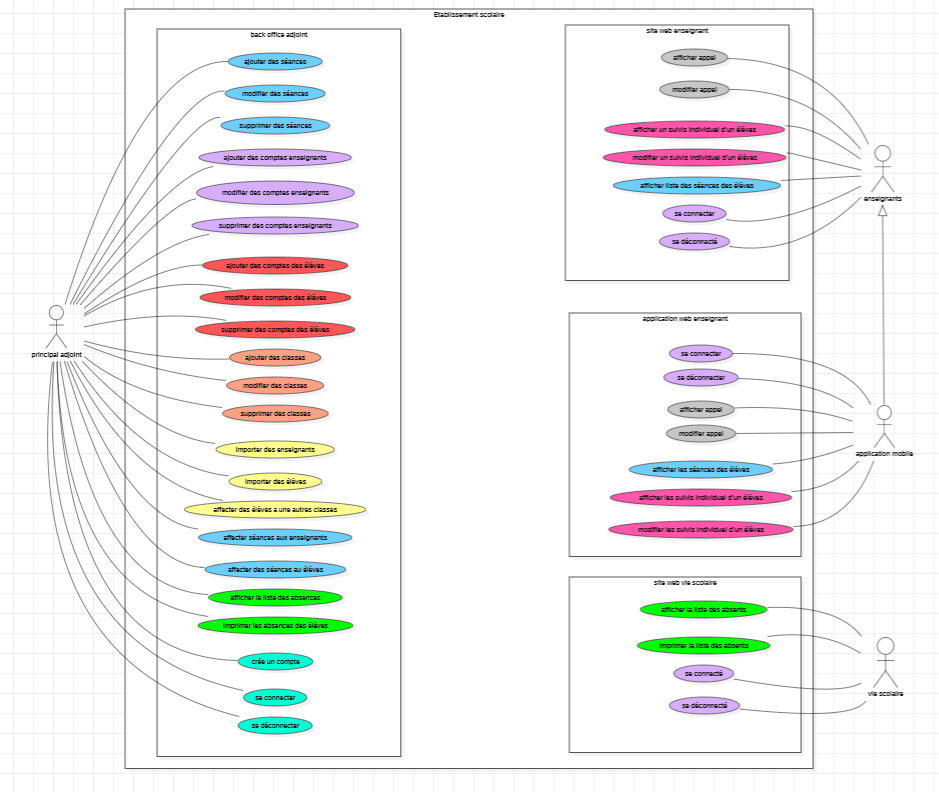 Etablissement scolaire
back office adjoint
ajouter des séances
modifier des séances
supprimer des séances
ajouter des comptes enseignants
modifier des comptes enseignants
supprimer des comptes enseignants
ajouter des comptes des élèves
modifier des comptes des élèves
supprimer des comptes des élèves
ajouter des classes
modifier des classes
supprimer des classes
importer des enseignants
importer des élèves
affecter des élèves a une autres classes
affecter séances aux enseignants
affecter des séances au élèves
afficher la liste des absences
imprimer les absences des élèves
crée un compte
se connecter
se déconnecter
principal adjoint
site web enseignant
afficher appel
modifier appel
afficher un suivis individuel d'un élèves
modifier un suivis individuel d'un élèves
afficher liste des séances des élèves
se connecter
se déconnecté
enseignants
application web enseignant
se connecter
se déconnecter
afficher appel
modifier appel
afficher les séances des élèves
afficher les suivis individuel d'un élèves
modifier les suivis individuel d'un élèves
application mobile
site web vie scolaire
afficher la liste des absents
imprimer la liste des absents
se connecté
se déconnecté
vie scolaire